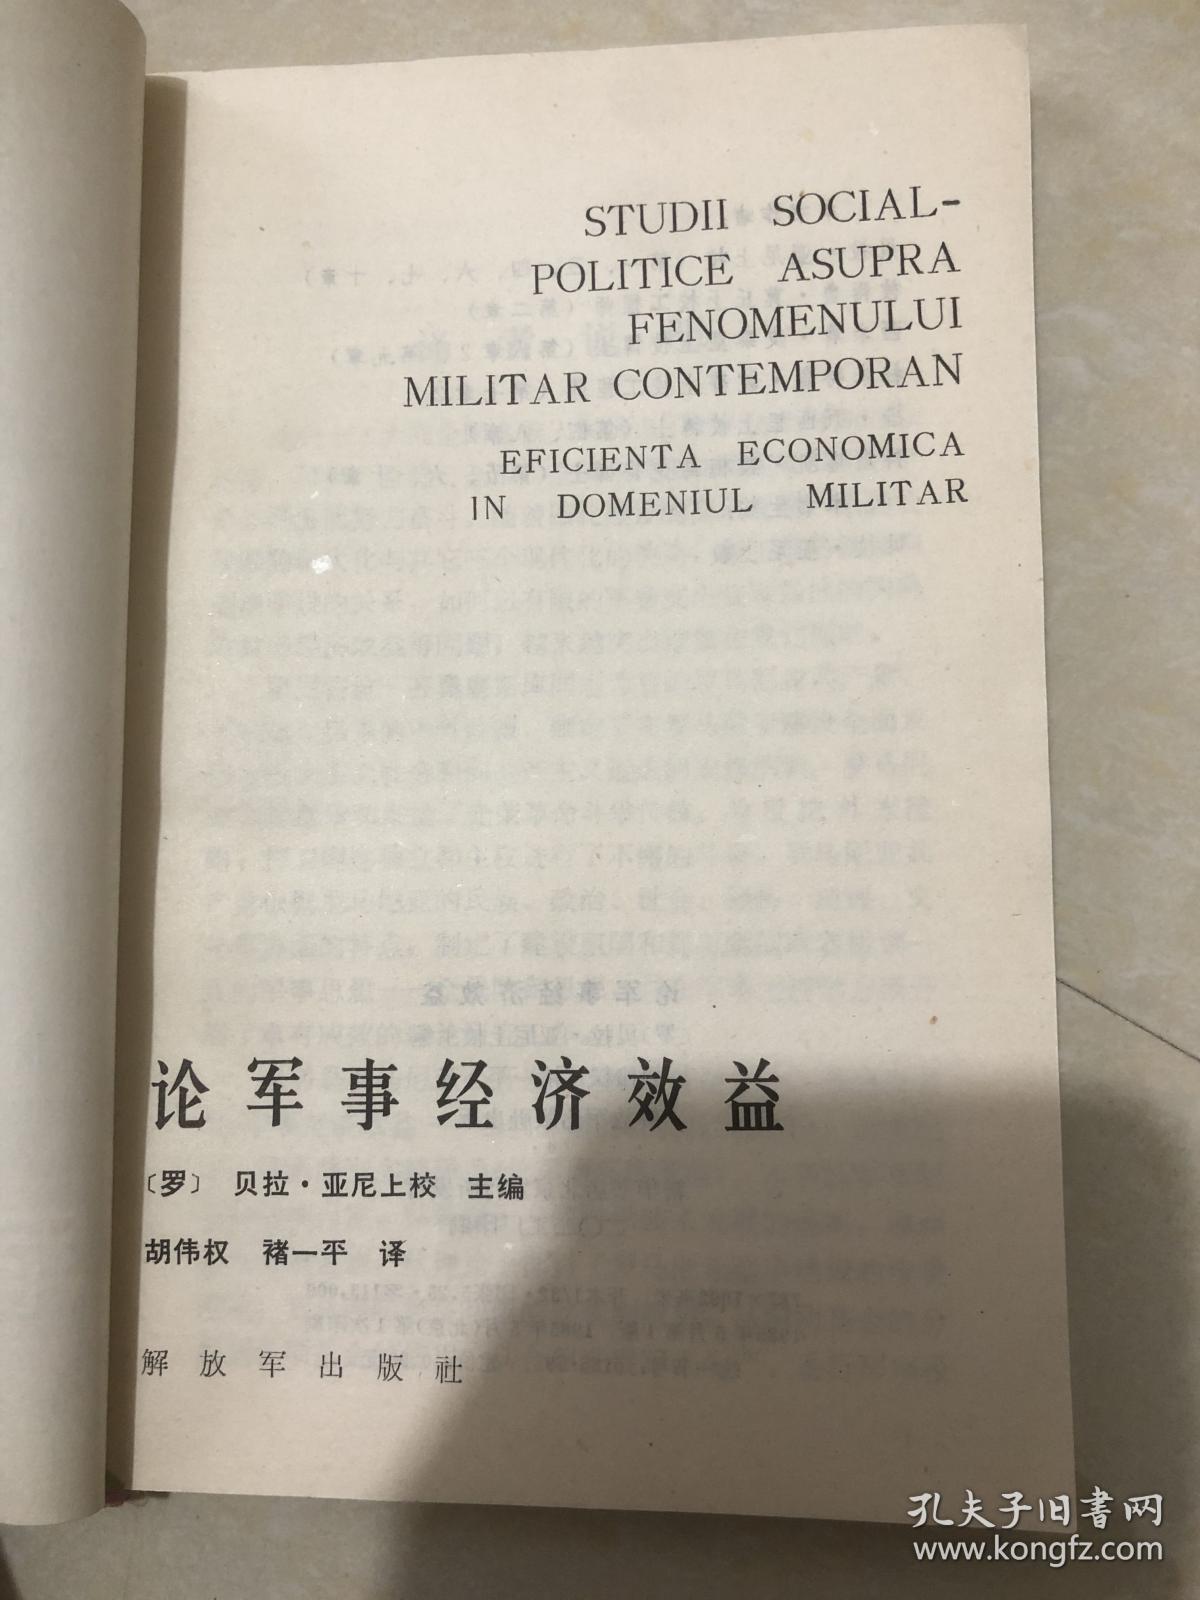 STUDII SOCIAL-
POLITICE ASUPRA
FENOMENULUI
MILITAR CONTEMPORAN
EFICIENTA ECONOMICA
IN DOMENIUL MILITAR
论军事经济效益
〔罗〕 贝拉·亚尼上校 主编
胡伟权 褚一平 译
解放军出版社
孔夫子旧书网
www.kongfz.com